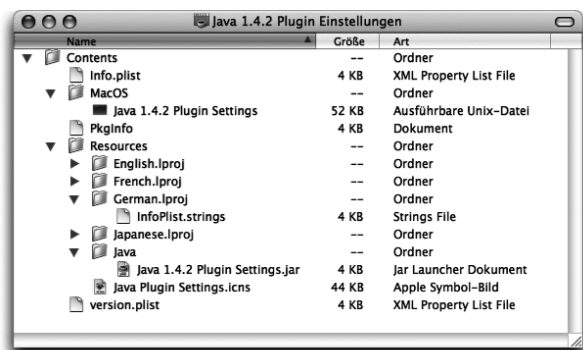 Java 1.4.2 Plugin Einstellungen
Name Größe Art
Contents -- Ordner
Info.plist 4 KB XML Property List File
MacOS -- Ordner
Java 1.4.2 Plugin Settings 52 KB Ausführbare Unix-Datei
PkgInfo 4 KB Dokument
Resources -- Ordner
English.lproj -- Ordner
French.lproj -- Ordner
German.lproj -- Ordner
InfoPlist.strings 4 KB Strings File
Japanese.lproj -- Ordner
Java -- Ordner
Java 1.4.2 Plugin Settings.jar 4 KB Jar Launcher Dokument
Java Plugin Settings.icns 44 KB Apple Symbol-Bild
version.plist 4 KB XML Property List File